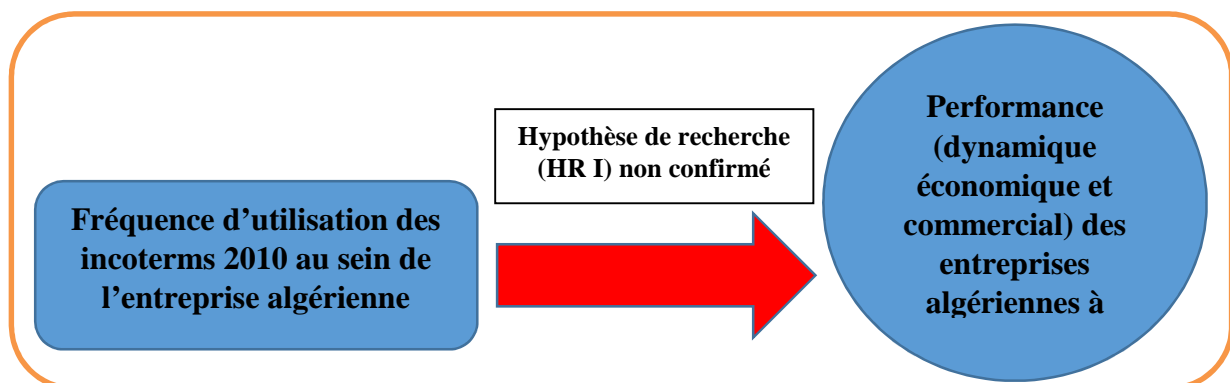 Fréquence d’utilisation des
incoterms 2010 au sein de
l’entreprise algérienne
Hypothèse de recherche
(HR I) non confirmé
Performance
(dynamique
économique et
commercial) des
entreprises
algériennes à